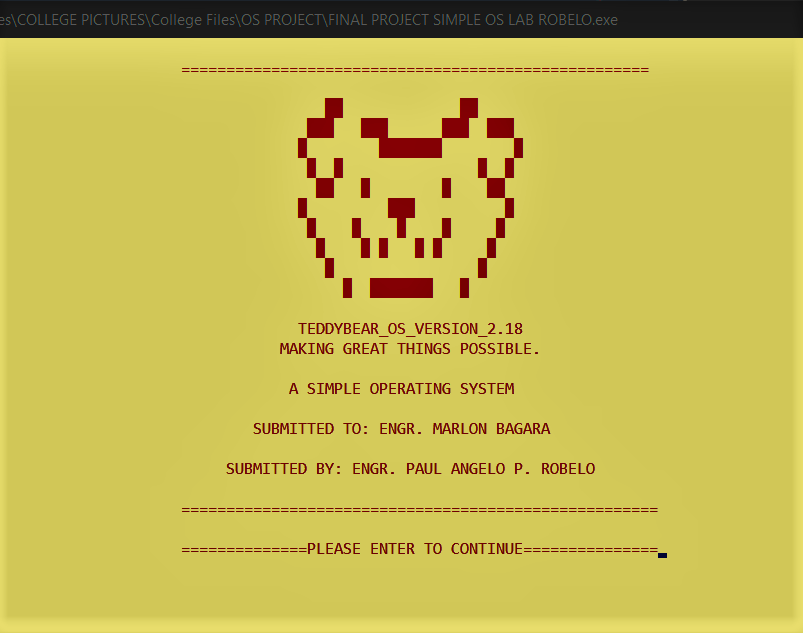 es\COLLEGE PICTURES\College Files\OS PROJECT\FINAL PROJECT SIMPLE OS LAB ROBELO.exe
====================================================
TEDDYBEAR_OS_VERSION_2.18
MAKING GREAT THINGS POSSIBLE.
A SIMPLE OPERATING SYSTEM
SUBMITTED TO: ENGR. MARLON BAGARA
SUBMITTED BY: ENGR. PAUL ANGELO P. ROBELO
=====================================================
==============PLEASE ENTER TO CONTINUE===============